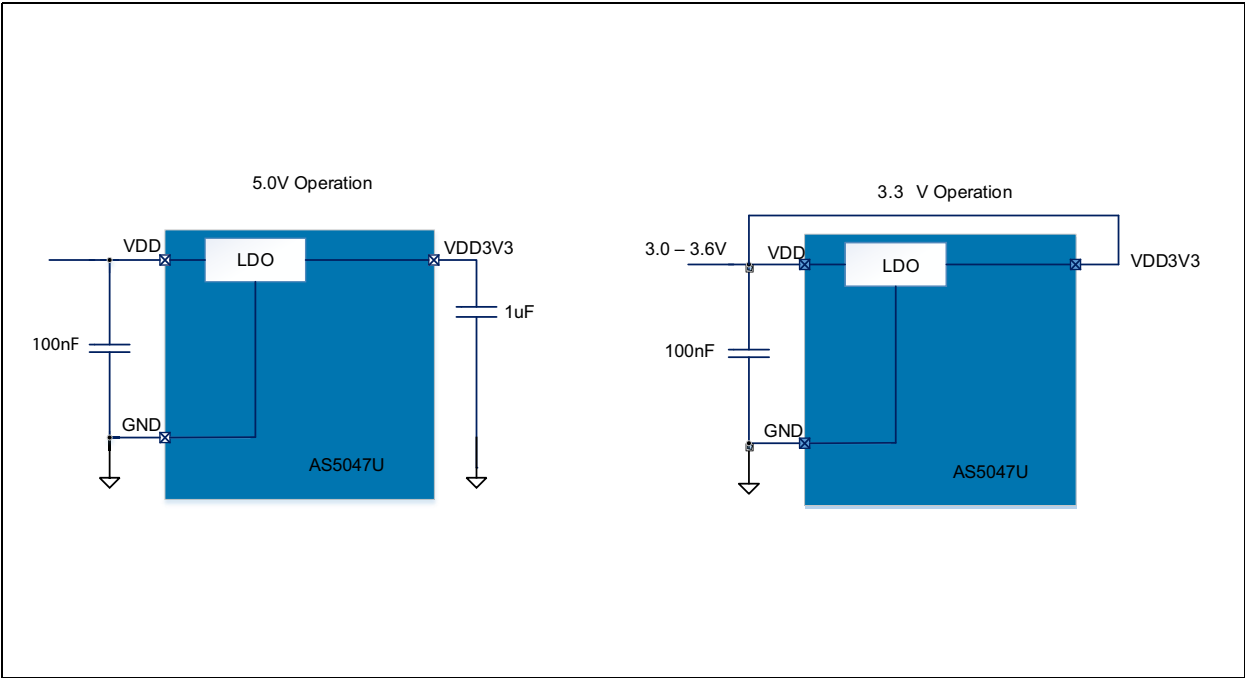 5.0V Operation
VDD
LDO
VDD3V3
1uF
100nF
GND
AS5047U
3.3 V Operation
3.0 – 3.6V
VDD
LDO
VDD3V3
100nF
GND
AS5047U